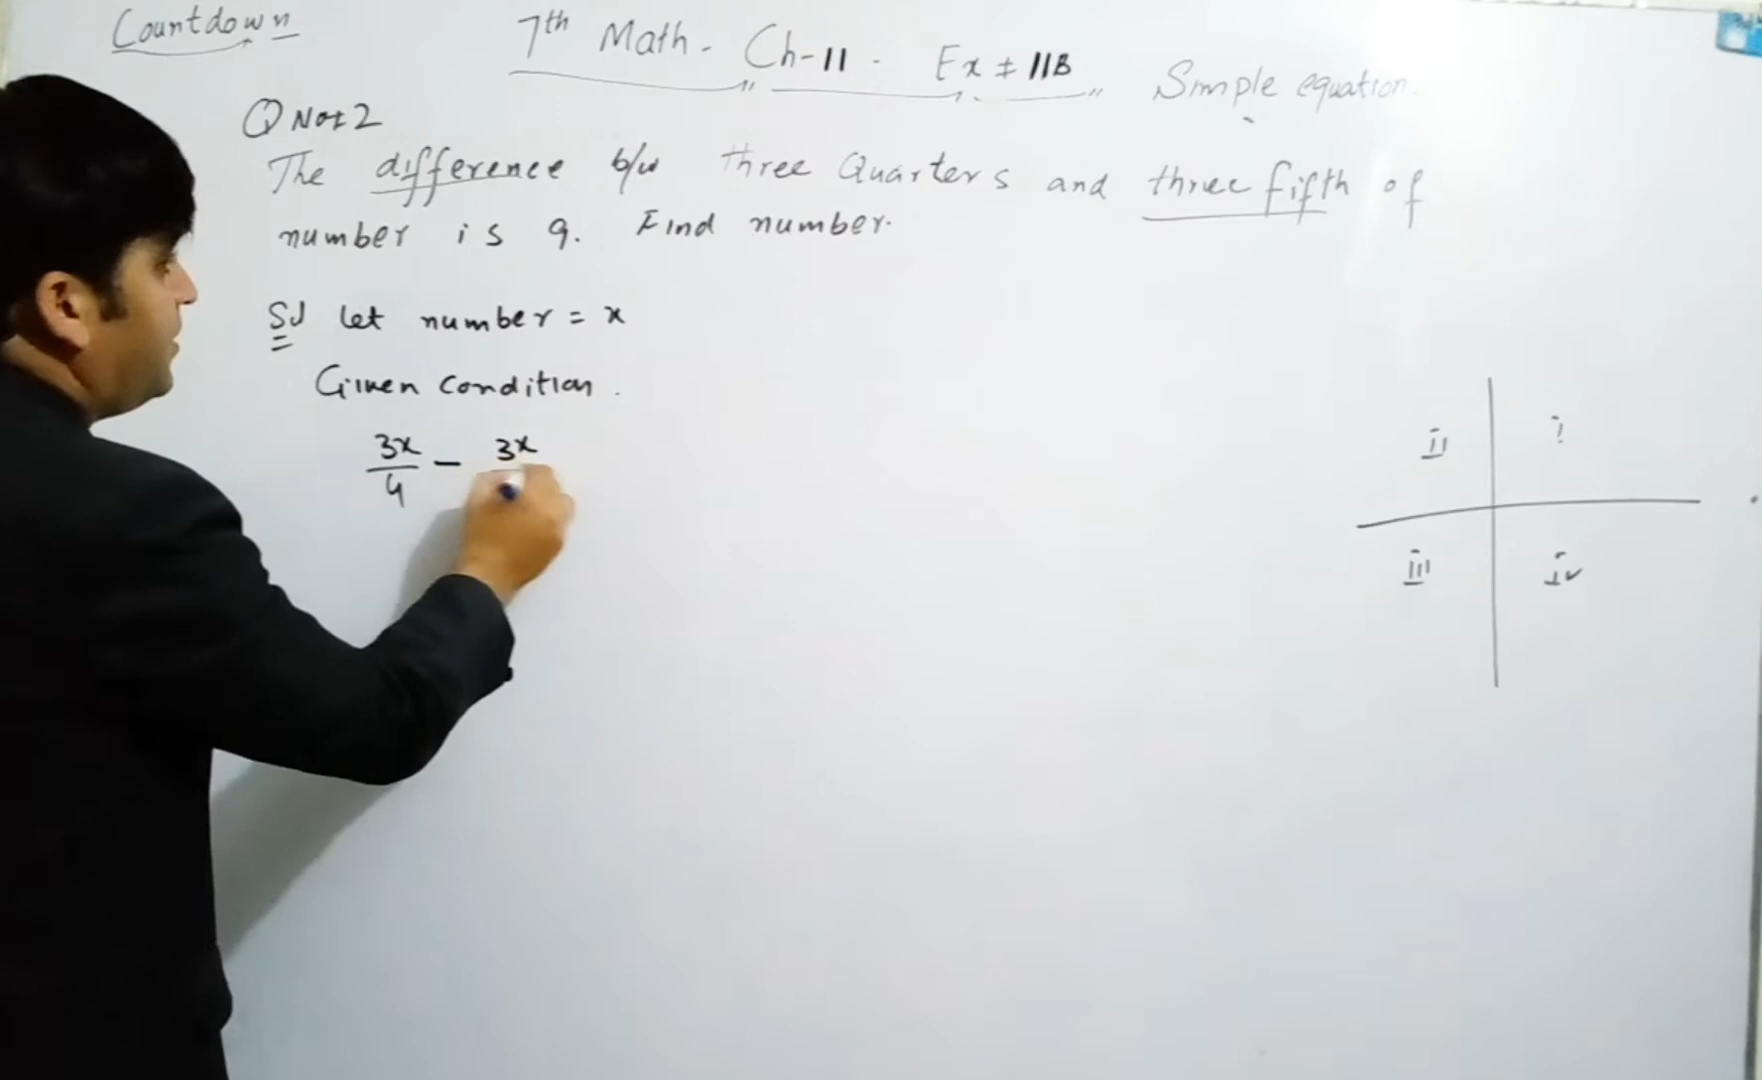 Countdown
7th Math - Ch-11 . Ex # 11B Simple equation.
Q No# 2
The difference b/w three Quarters and three fifth of
number is 9. Find number.
Sol let number = x
Given Condition.
3x/4 - 3x
ii i
iii iv